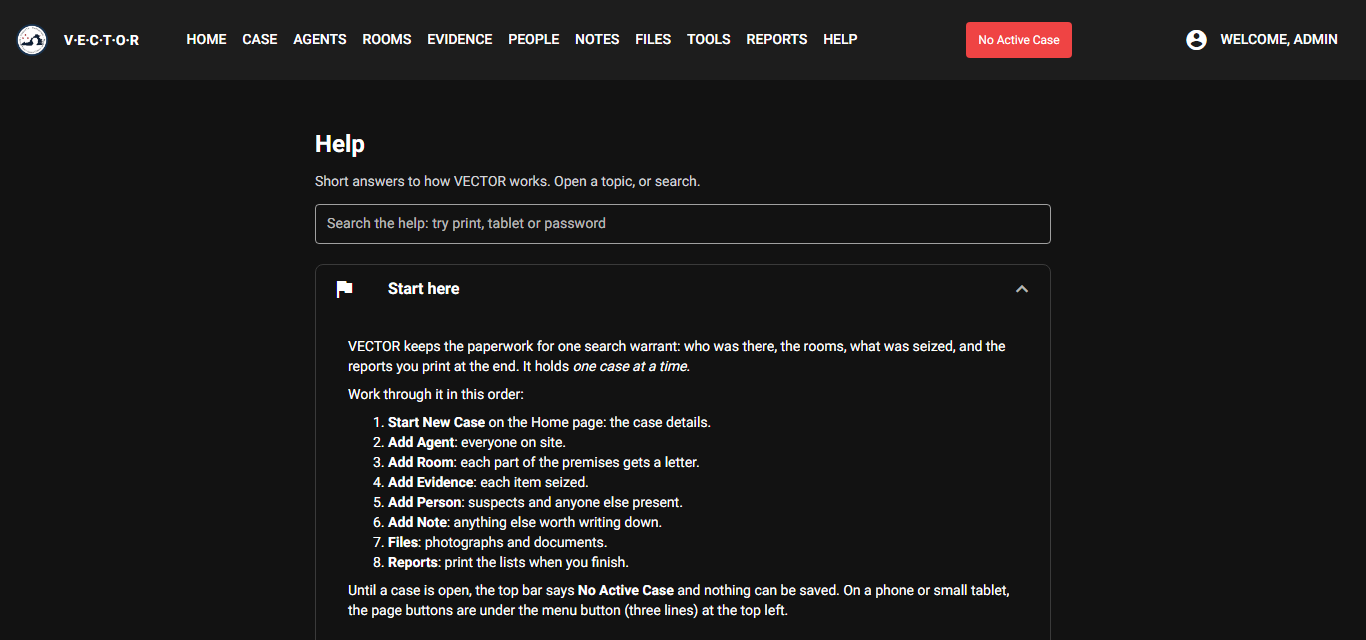 V·E·C·T·O·R HOME CASE AGENTS ROOMS EVIDENCE PEOPLE NOTES FILES TOOLS REPORTS HELP No Active Case WELCOME, ADMIN
Help
Short answers to how VECTOR works. Open a topic, or search.
Search the help: try print, tablet or password
Start here
VECTOR keeps the paperwork for one search warrant: who was there, the rooms, what was seized, and the
reports you print at the end. It holds one case at a time.
Work through it in this order:
1. Start New Case on the Home page: the case details.
2. Add Agent: everyone on site.
3. Add Room: each part of the premises gets a letter.
4. Add Evidence: each item seized.
5. Add Person: suspects and anyone else present.
6. Add Note: anything else worth writing down.
7. Files: photographs and documents.
8. Reports: print the lists when you finish.
Until a case is open, the top bar says No Active Case and nothing can be saved. On a phone or small tablet,
the page buttons are under the menu button (three lines) at the top left.